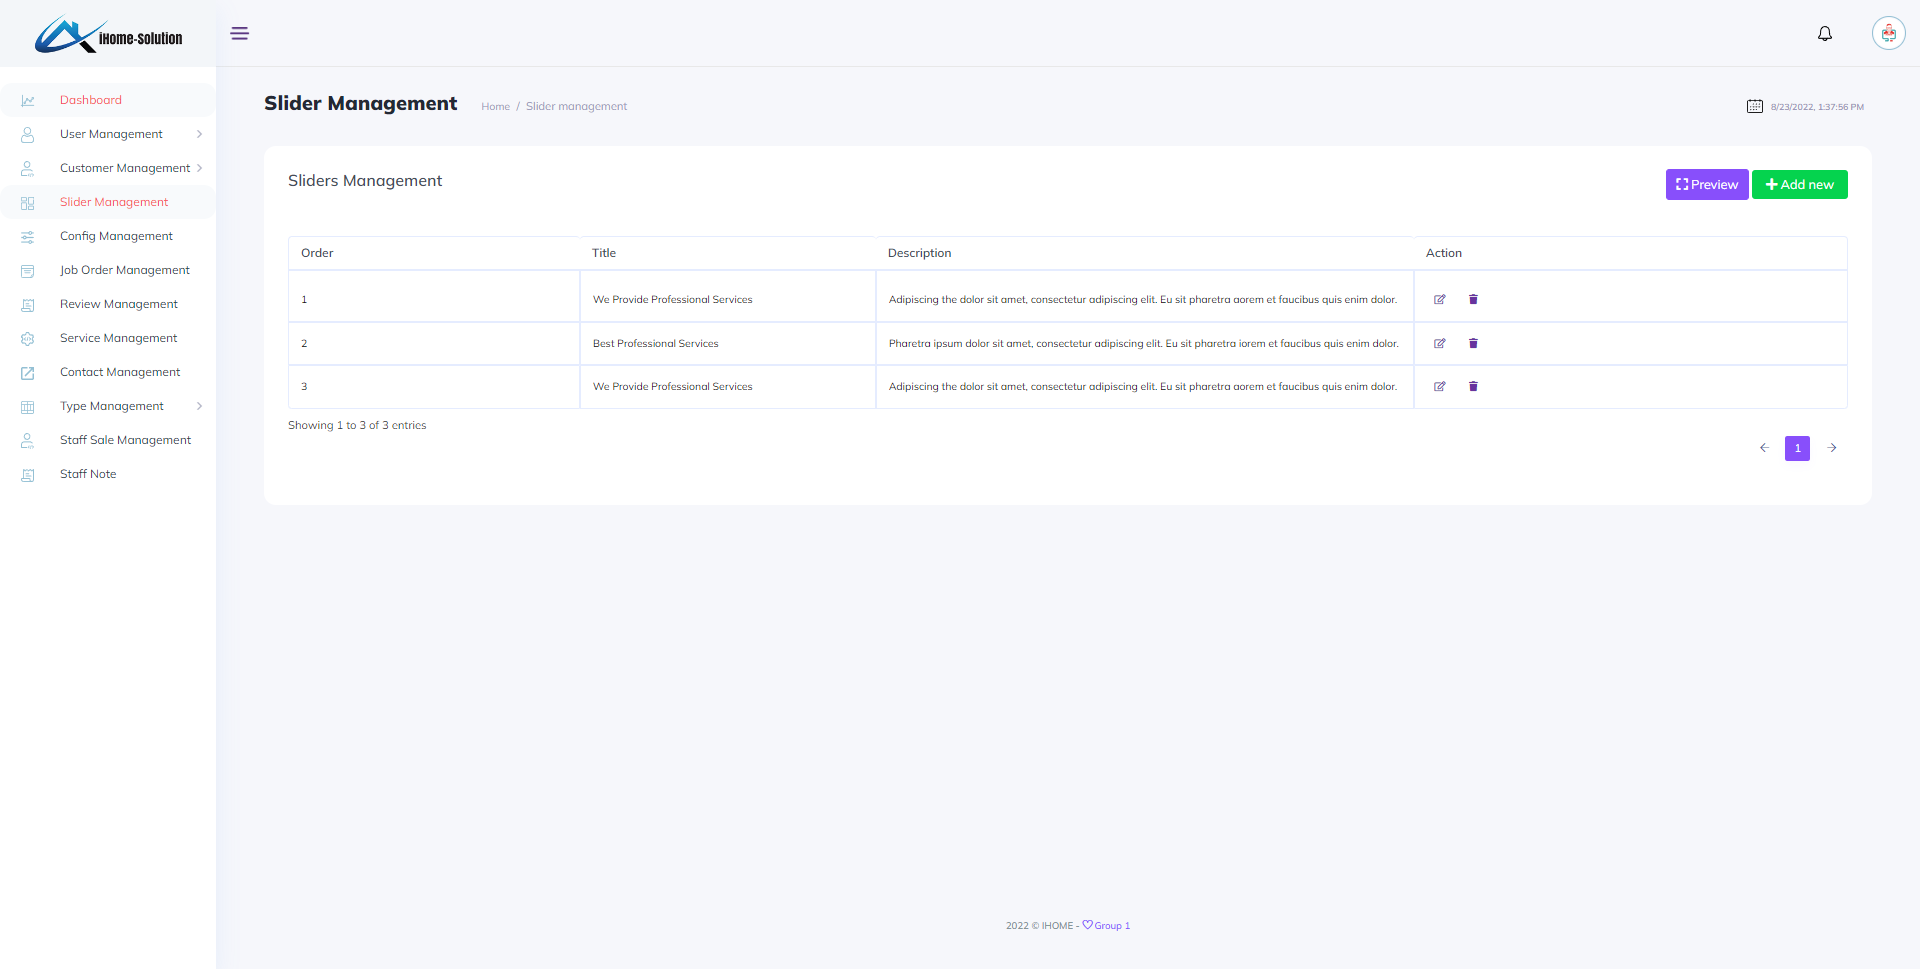 iHome-Solution
Dashboard
User Management
Customer Management
Slider Management
Config Management
Job Order Management
Review Management
Service Management
Contact Management
Type Management
Staff Sale Management
Staff Note
Slider Management
Home / Slider management
8/23/2022, 1:37:56 PM
Sliders Management
Preview
Add new
Order Title Description Action
1 We Provide Professional Services Adipiscing the dolor sit amet, consectetur adipiscing elit. Eu sit pharetra aorem et faucibus quis enim dolor.
2 Best Professional Services Pharetra ipsum dolor sit amet, consectetur adipiscing elit. Eu sit pharetra iorem et faucibus quis enim dolor.
3 We Provide Professional Services Adipiscing the dolor sit amet, consectetur adipiscing elit. Eu sit pharetra aorem et faucibus quis enim dolor.
Showing 1 to 3 of 3 entries
1
2022 © IHOME - Group 1